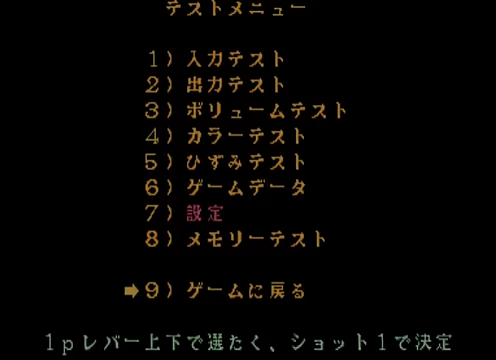 テストメニュー
1）入力テスト
2）出力テスト
3）ボリュームテスト
4）カラーテスト
5）ひずみテスト
6）ゲームデータ
7）設定
8）メモリーテスト
➡9）ゲームに戻る
1pレバー上下で選たく、ショット1で決定